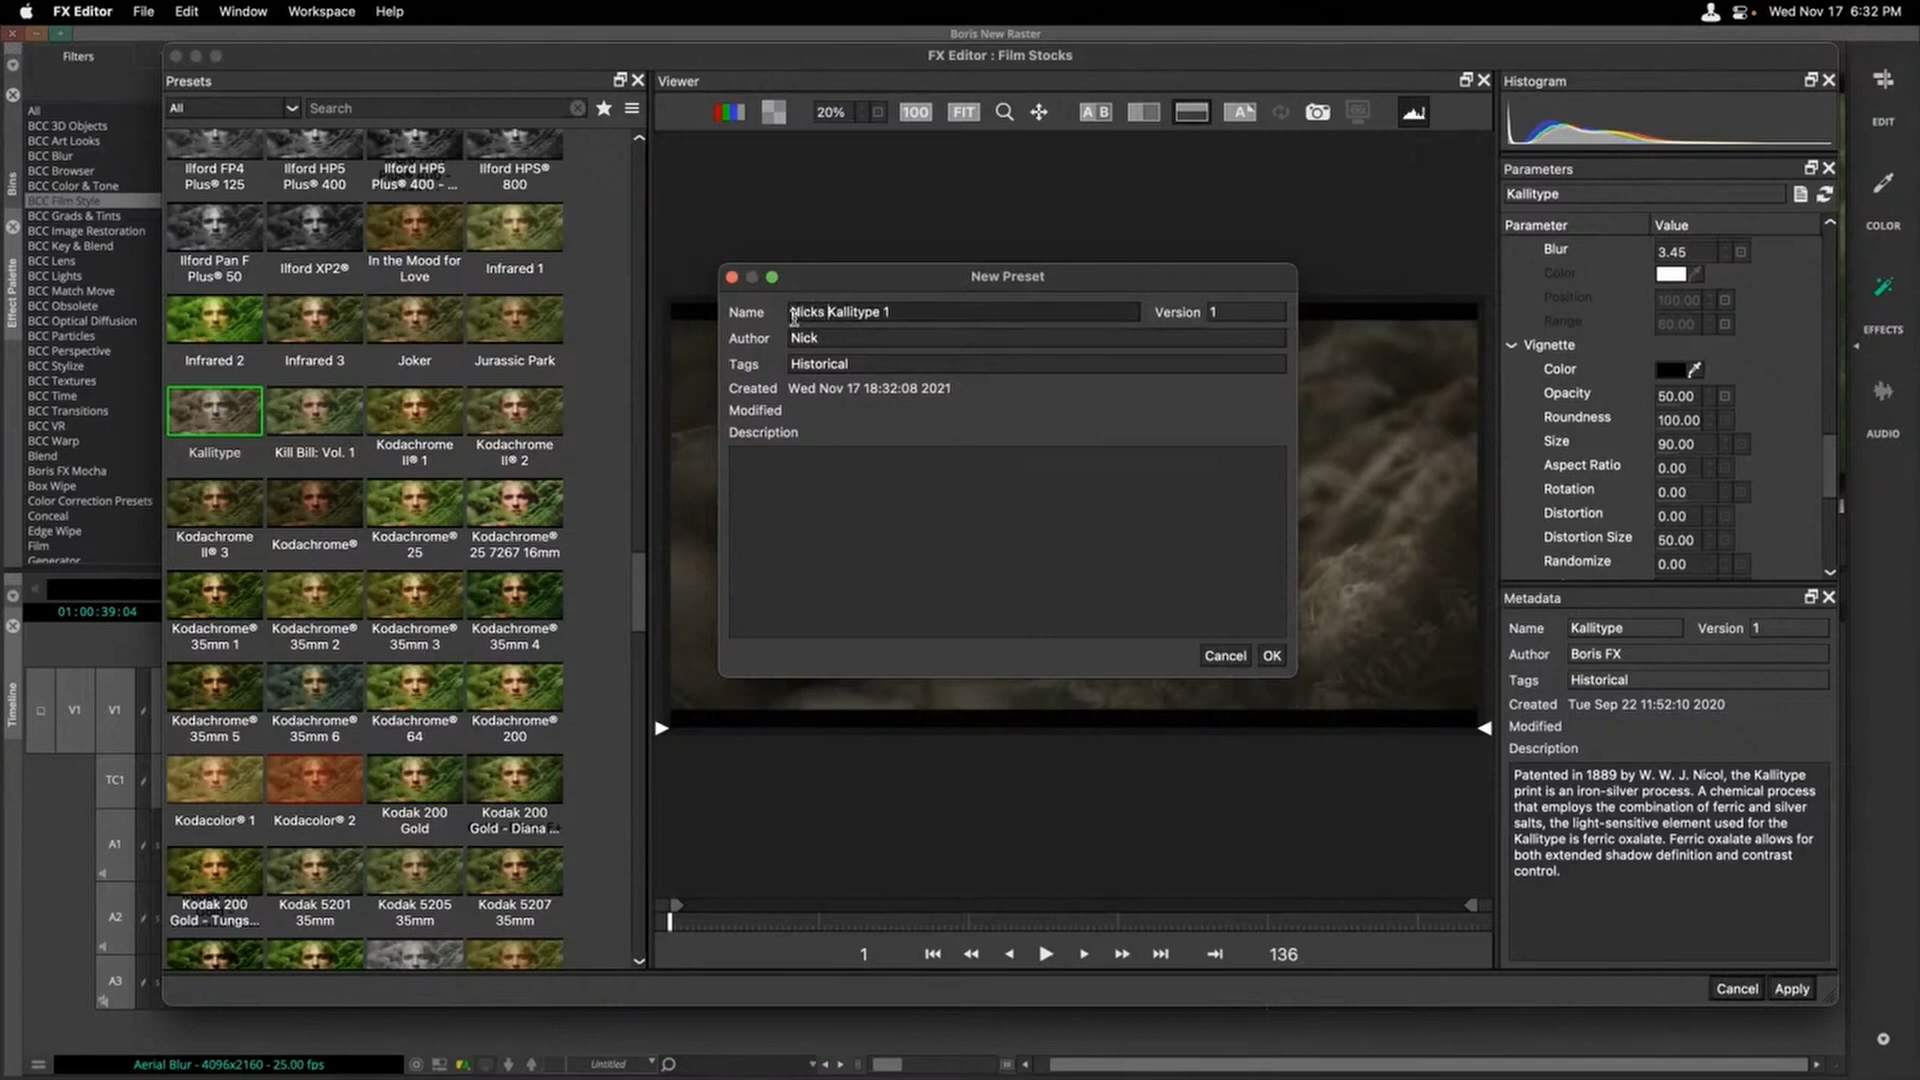 FX Editor File Edit Window Workspace Help
Wed Nov 17 6:32 PM
Boris New Raster
Filters
FX Editor : Film Stocks
Presets
All
Search
Viewer
20%
100
FIT
A B
A
Histogram
Parameters
Kallitype
Parameter Value
Blur 3.45
Color
Position 100.00
Range 80.00
Vignette
Color
Opacity 50.00
Roundness 100.00
Size 90.00
Aspect Ratio 0.00
Rotation 0.00
Distortion 0.00
Distortion Size 50.00
Randomize 0.00
EDIT
COLOR
EFFECTS
AUDIO
Bins
Effect Palette
Timeline
All
BCC 3D Objects
BCC Art Looks
BCC Blur
BCC Browser
BCC Color & Tone
BCC Film Style
BCC Grads & Tints
BCC Image Restoration
BCC Key & Blend
BCC Lens
BCC Lights
BCC Match Move
BCC Obsolete
BCC Optical Diffusion
BCC Particles
BCC Perspective
BCC Stylize
BCC Textures
BCC Time
BCC Transitions
BCC VR
BCC Warp
Blend
Boris FX Mocha
Box Wipe
Color Correction Presets
Conceal
Edge Wipe
Film
Generator
01:00:39:04
V1 V1
TC1
A1
A2
A3
Ilford FP4
Plus® 125
Ilford HP5
Plus® 400
Ilford HP5
Plus® 400 - ...
Ilford HPS®
800
Ilford Pan F
Plus® 50
Ilford XP2®
In the Mood for
Love
Infrared 1
Infrared 2
Infrared 3
Joker
Jurassic Park
Kallitype
Kill Bill: Vol. 1
Kodachrome
II® 1
Kodachrome
II® 2
Kodachrome
II® 3
Kodachrome®
Kodachrome®
25
Kodachrome®
25 7267 16mm
Kodachrome®
35mm 1
Kodachrome®
35mm 2
Kodachrome®
35mm 3
Kodachrome®
35mm 4
Kodachrome®
35mm 5
Kodachrome®
35mm 6
Kodachrome®
64
Kodachrome®
200
Kodacolor® 1
Kodacolor® 2
Kodak 200
Gold
Kodak 200
Gold - Diana ...
Kodak 200
Gold - Tungs...
Kodak 5201
35mm
Kodak 5205
35mm
Kodak 5207
35mm
New Preset
Name Nicks Kallitype 1 Version 1
Author Nick
Tags Historical
Created Wed Nov 17 18:32:08 2021
Modified
Description
Cancel OK
1
136
Metadata
Name Kallitype Version 1
Author Boris FX
Tags Historical
Created Tue Sep 22 11:52:10 2020
Modified
Description
Patented in 1889 by W. W. J. Nicol, the Kallitype
print is an iron-silver process. A chemical process
that employs the combination of ferric and silver
salts, the light-sensitive element used for the
Kallitype is ferric oxalate. Ferric oxalate allows for
both extended shadow definition and contrast
control.
Cancel Apply
Aerial Blur - 4096x2160 - 25.00 fps
Untitled